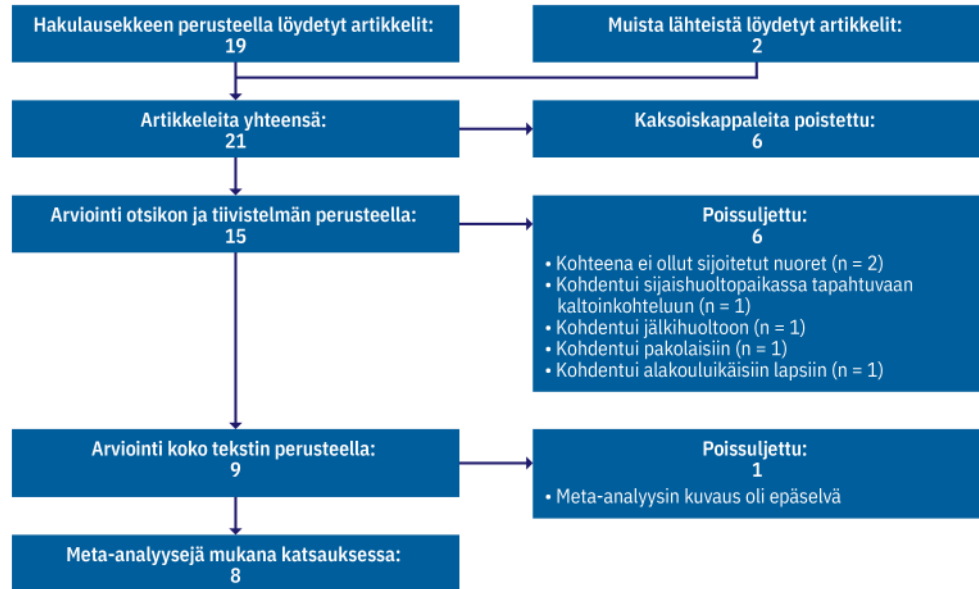 Hakulausekkeen perusteella löydetyt artikkelit:
19
Muista lähteistä löydetyt artikkelit:
2
Artikkeleita yhteensä:
21
Kaksoiskappaleita poistettu:
6
Arviointi otsikon ja tiivistelmän perusteella:
15
Poissuljettu:
6
• Kohteena ei ollut sijoitetut nuoret (n = 2)
• Kohdentui sijaishuoltopaikassa tapahtuvaan
kaltoinkohteluun (n = 1)
• Kohdentui jälkihuoltoon (n = 1)
• Kohdentui pakolaisiin (n = 1)
• Kohdentui alakouluikäisiin lapsiin (n = 1)
Arviointi koko tekstin perusteella:
9
Poissuljettu:
1
• Meta-analyysin kuvaus oli epäselvä
Meta-analyysejä mukana katsauksessa:
8